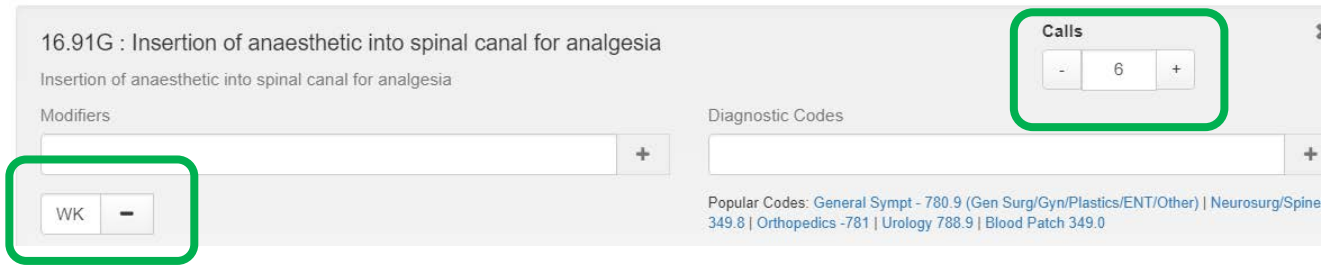 16.91G : Insertion of anaesthetic into spinal canal for analgesia
Insertion of anaesthetic into spinal canal for analgesia
Calls
- 6 +
Modifiers
+
WK -
Diagnostic Codes
+
Popular Codes: General Sympt - 780.9 (Gen Surg/Gyn/Plastics/ENT/Other) | Neurosurg/Spine
349.8 | Orthopedics -781 | Urology 788.9 | Blood Patch 349.0